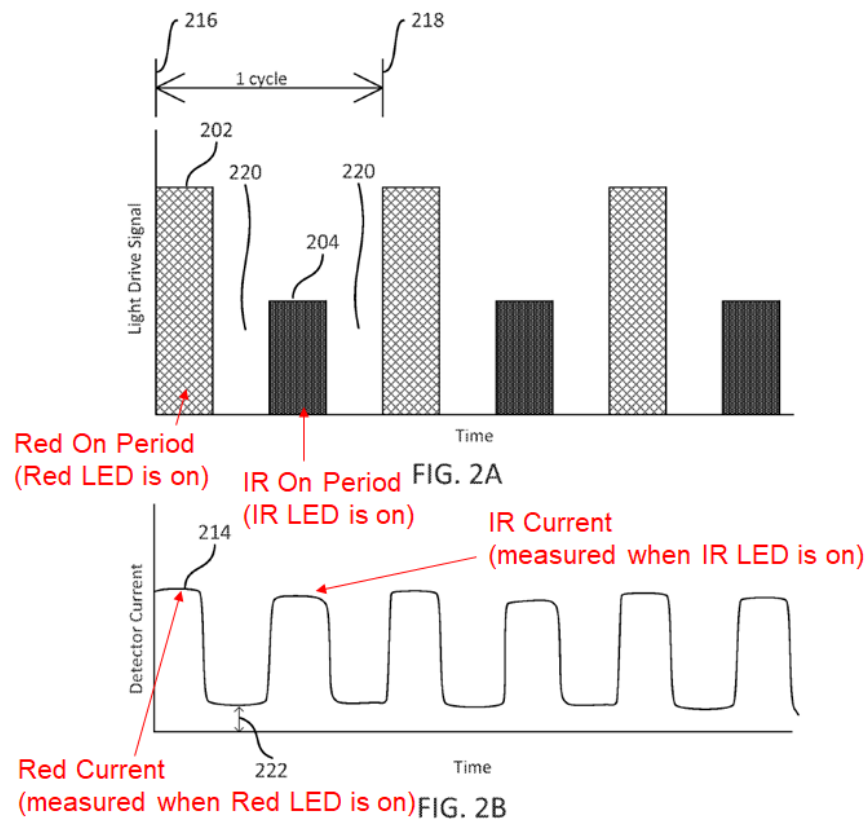 216
218
1 cycle
202
220
220
204
Light Drive Signal
Time
Red On Period
(Red LED is on)
IR On Period
(IR LED is on)
FIG. 2A
214
IR Current
(measured when IR LED is on)
Detector Current
222
Time
Red Current
(measured when Red LED is on)
FIG. 2B